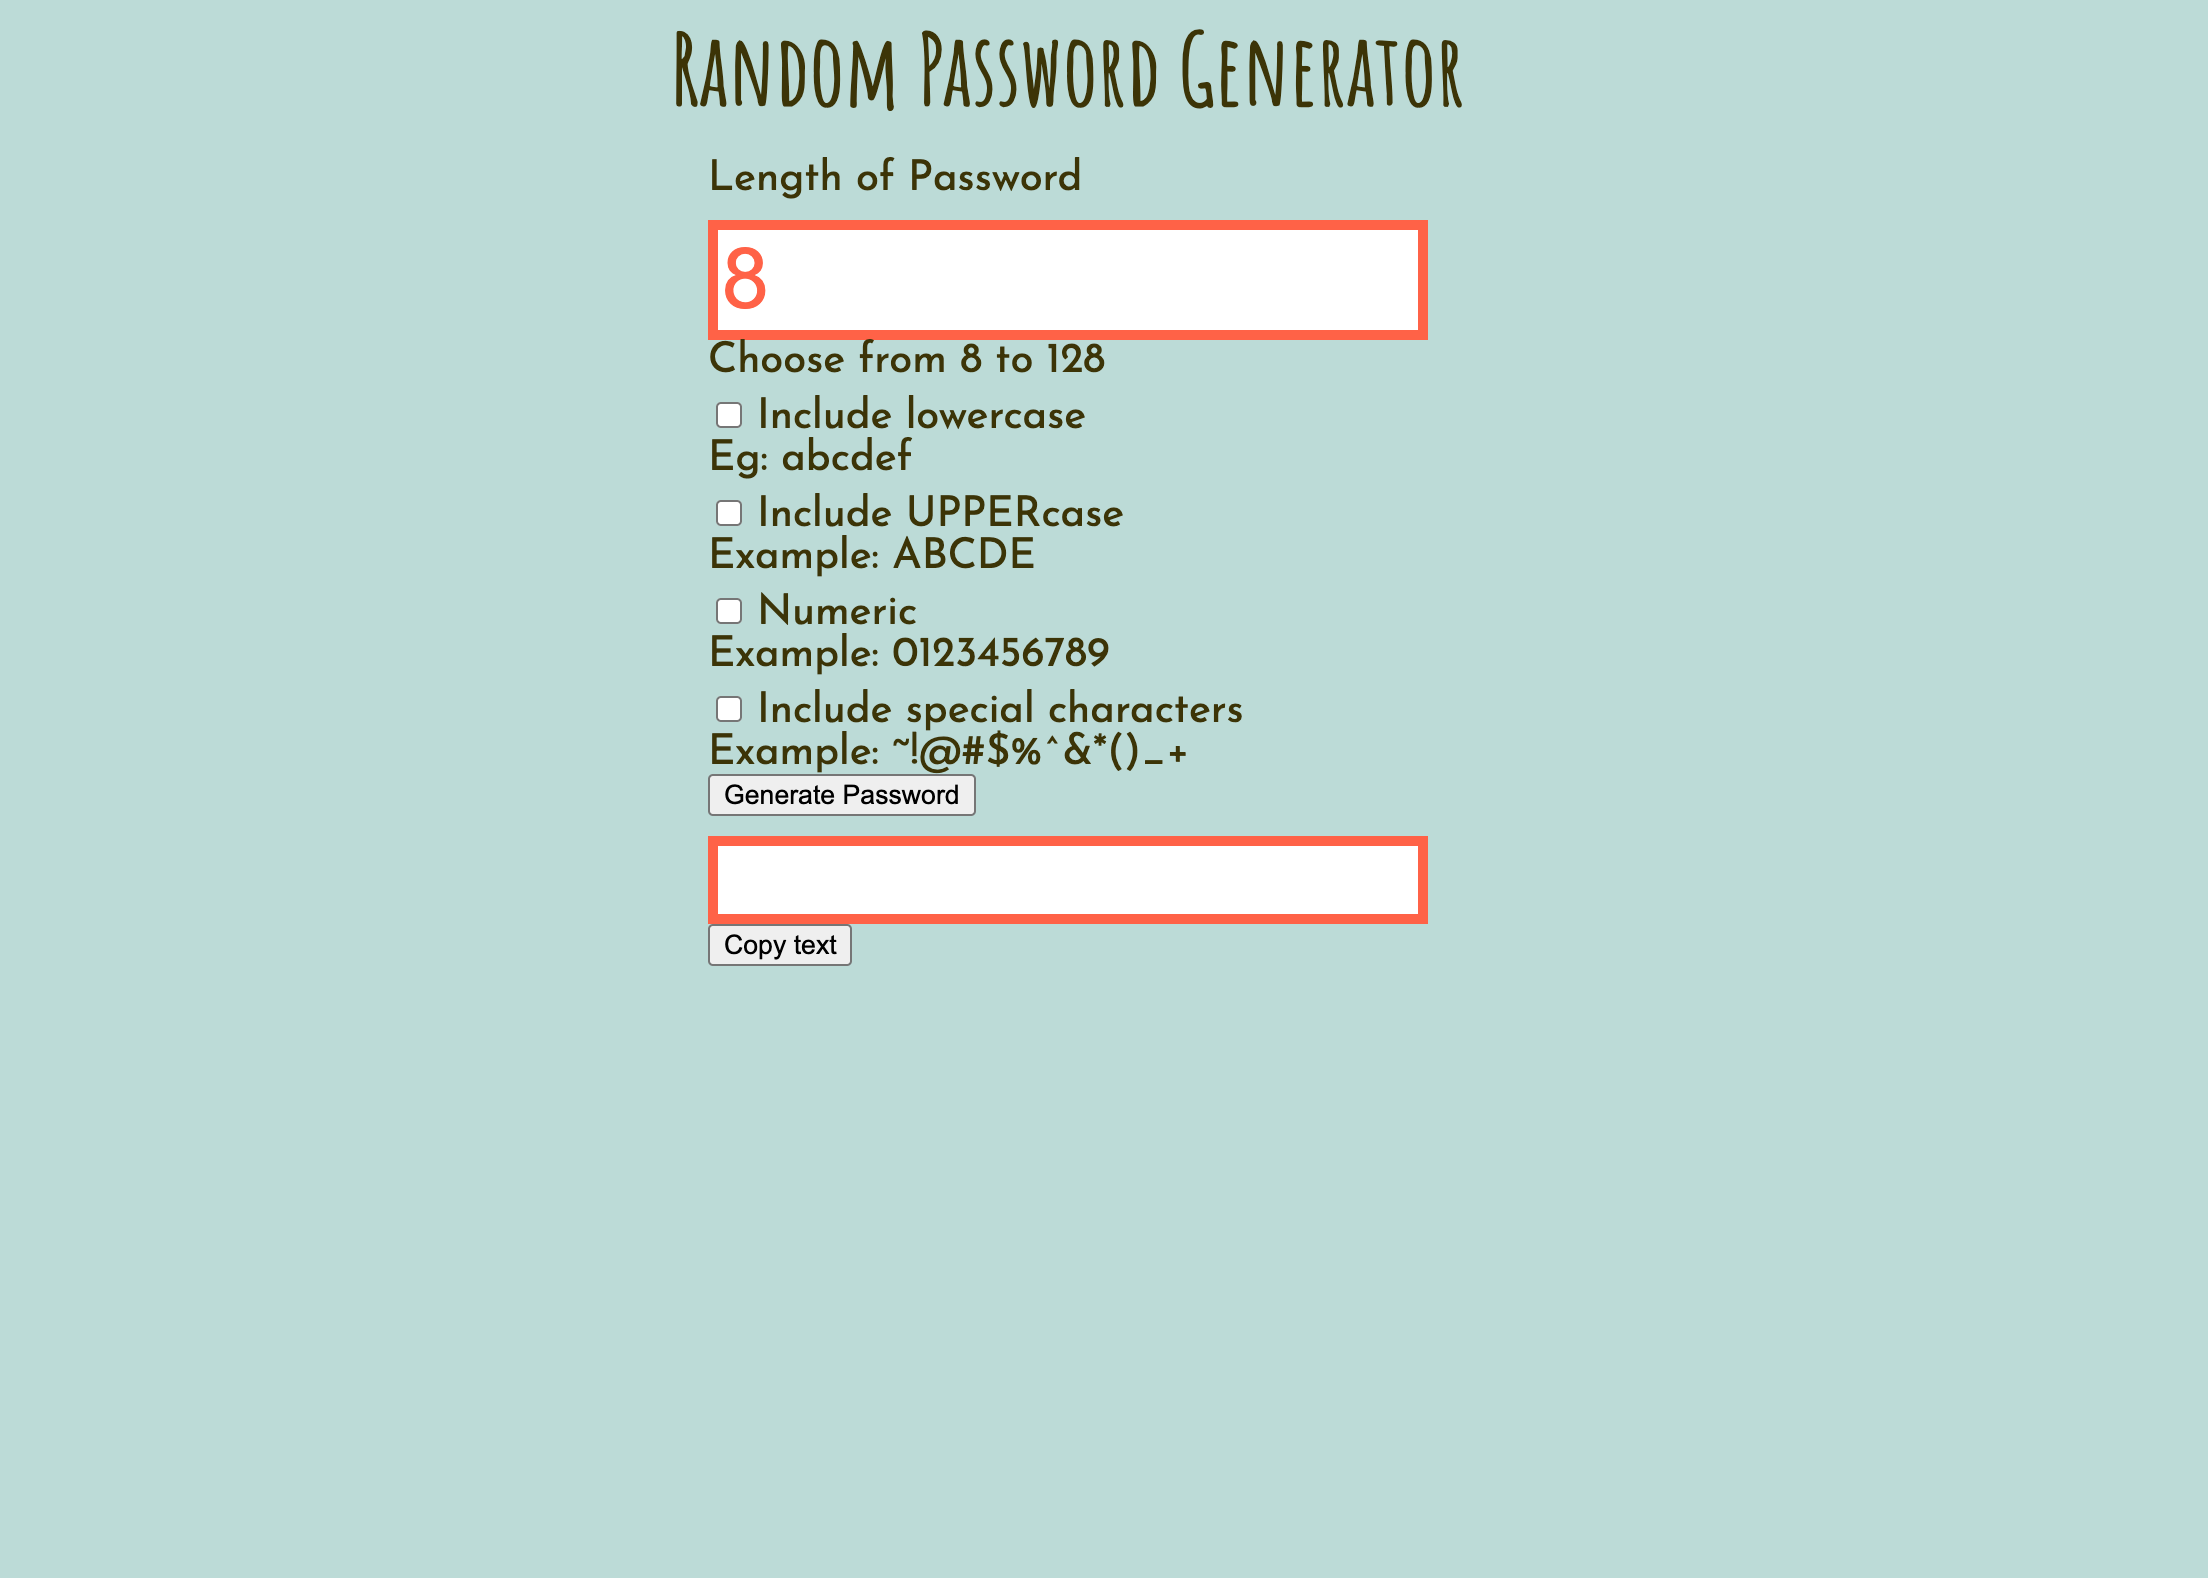 Random Password Generator
Length of Password
8
Choose from 8 to 128
Include lowercase
Eg: abcdef
Include UPPERcase
Example: ABCDE
Numeric
Example: 0123456789
Include special characters
Example: ~!@#$%^&*()_+
Generate Password
Copy text